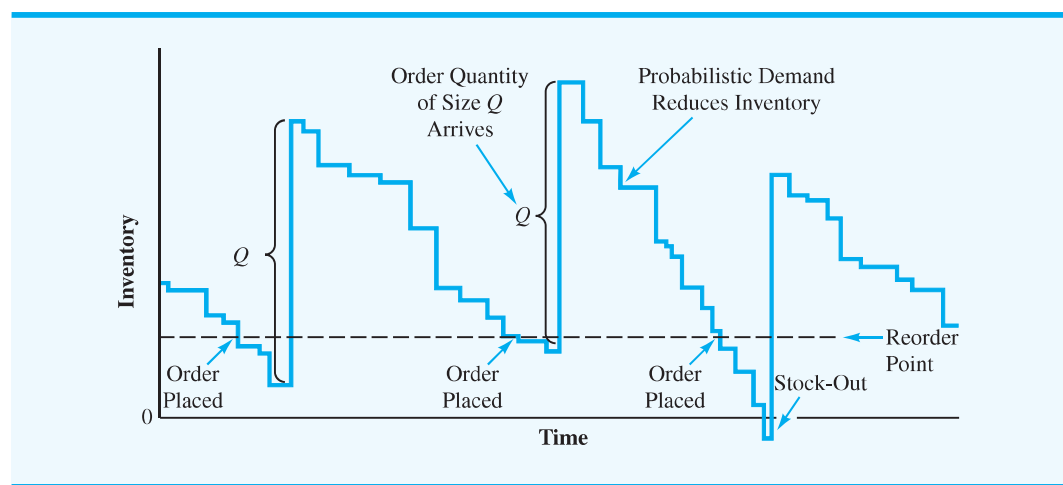 Order Quantity
of Size Q
Arrives
Probabilistic Demand
Reduces Inventory
Q
Q
Inventory
Reorder
Point
Order
Placed
Order
Placed
Order
Placed
Stock-Out
0
Time